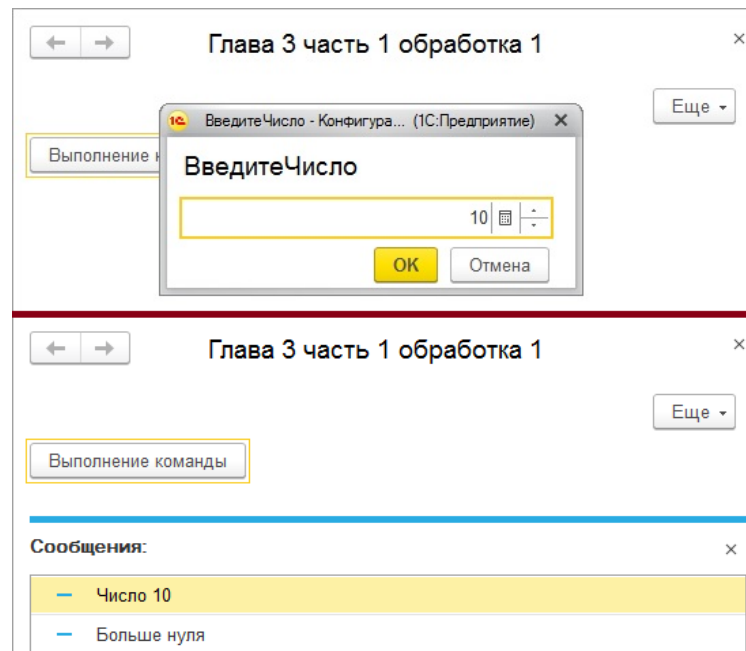 Глава 3 часть 1 обработка 1
Еще
ВведитеЧисло - Конфигура... (1С:Предприятие)
Выполнение
ВведитеЧисло
10
ОК
Отмена
Глава 3 часть 1 обработка 1
Еще
Выполнение команды
Сообщения:
Число 10
Больше нуля